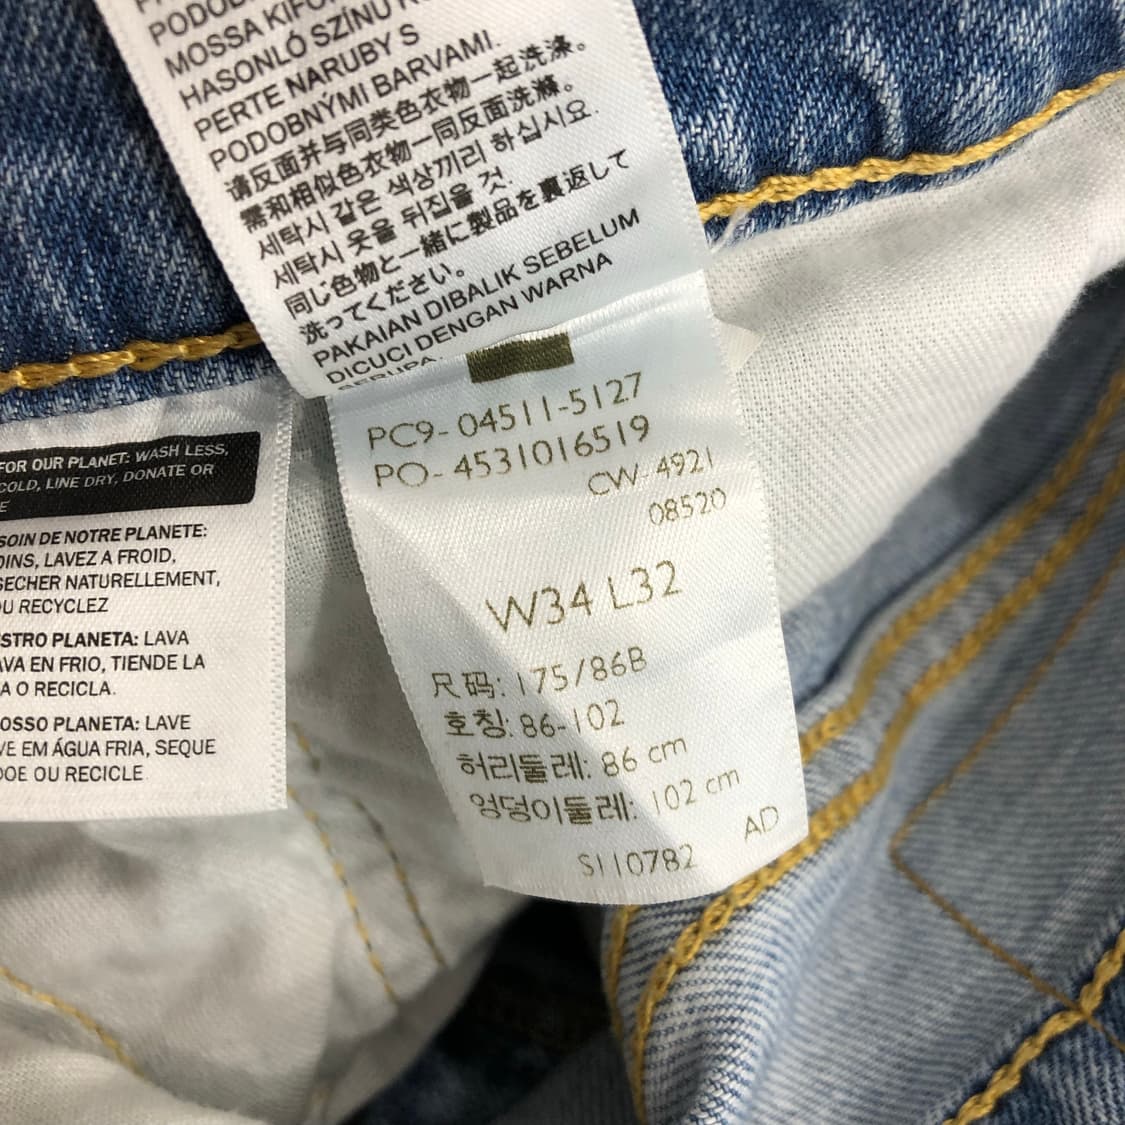 PODOB
MOSSA KIFO
HASONLÓ SZÍNŰ
PERTE NARUBY S
PODOBNÝMI BARVAMI.
请反面并与同类色衣物一起洗涤。
需和相似色衣物一同反面洗滌。
세탁시 같은 색상끼리 하십시요.
세탁시 옷을 뒤집을 것.
同じ色物と一緒に製品を裏返して
洗ってください。
PAKAIAN DIBALIK SEBELUM
DICUCI DENGAN WARNA
SERUPA.
FOR OUR PLANET: WASH LESS,
COLD, LINE DRY, DONATE OR
E
SOIN DE NOTRE PLANETE:
OINS, LAVEZ A FROID,
SECHER NATURELLEMENT,
OU RECYCLEZ
STRO PLANETA: LAVA
AVA EN FRIO, TIENDE LA
A O RECICLA.
OSSO PLANETA: LAVE
VE EM ÁGUA FRIA, SEQUE
DOE OU RECICLE
PC9- 04511-5127
PO- 4531016519
CW 4921
08520
W34 L32
尺码: 175/86B
호칭: 86-102
허리둘레: 86 cm
엉덩이둘레: 102 cm
AD
S110782